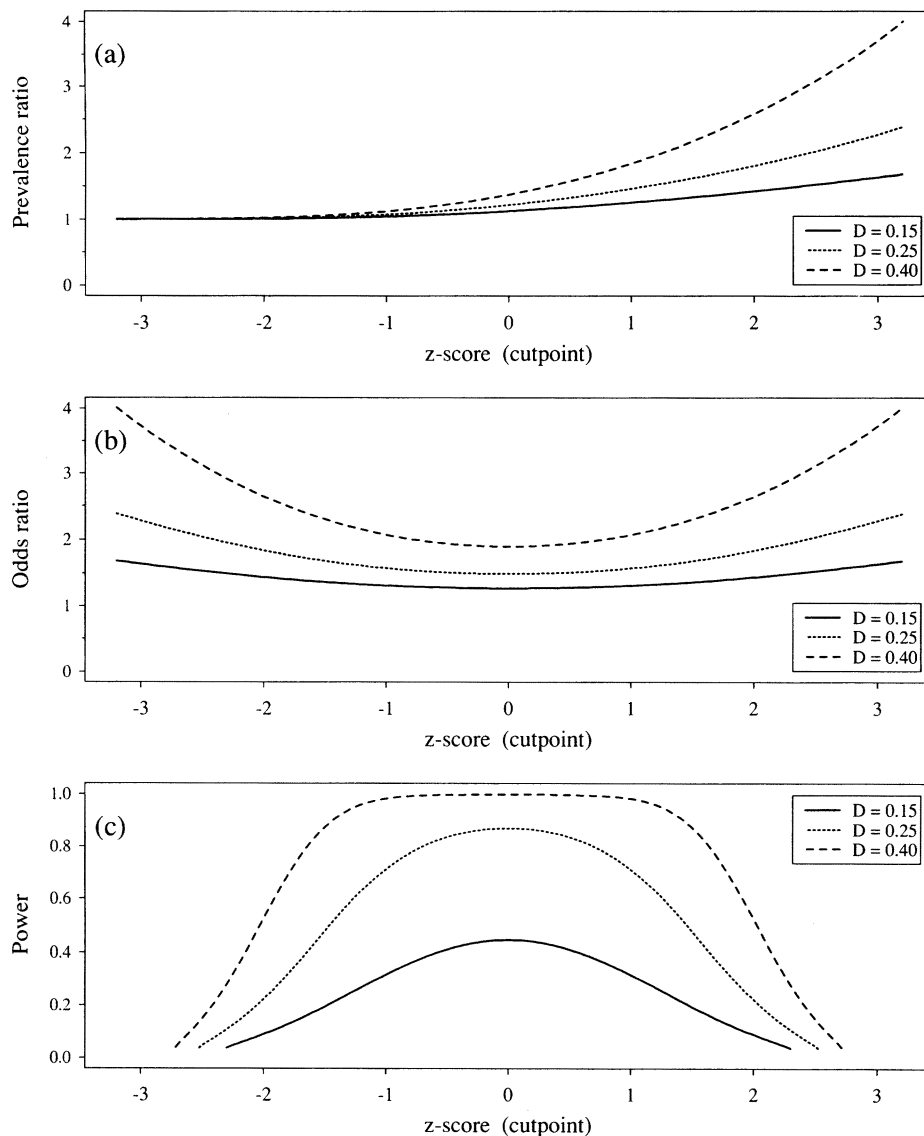 (a)
Prevalence ratio
4
3
2
1
0
D = 0.15
D = 0.25
D = 0.40
-3 -2 -1 0 1 2 3
z-score (cutpoint)
(b)
Odds ratio
4
3
2
1
0
D = 0.15
D = 0.25
D = 0.40
-3 -2 -1 0 1 2 3
z-score (cutpoint)
(c)
Power
1.0
0.8
0.6
0.4
0.2
0.0
D = 0.15
D = 0.25
D = 0.40
-3 -2 -1 0 1 2 3
z-score (cutpoint)